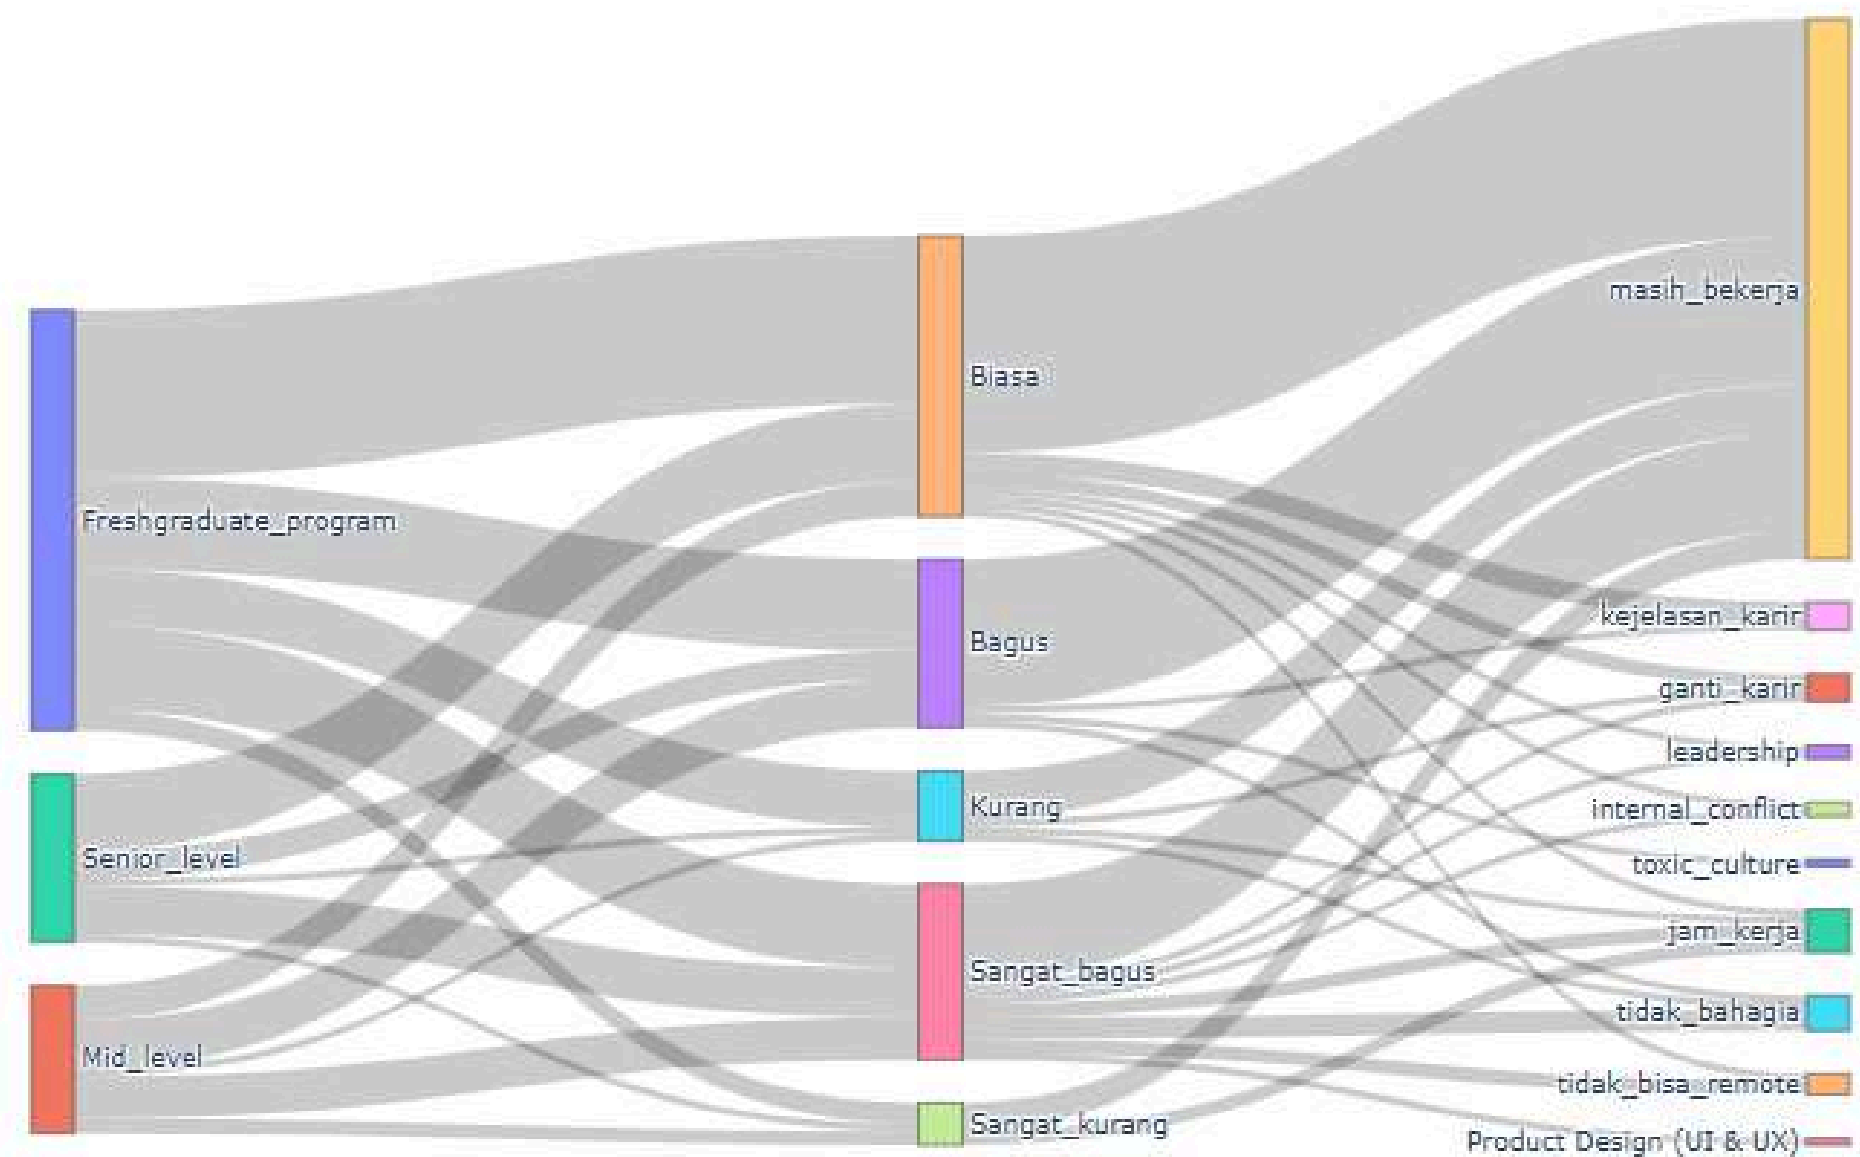 Freshgraduate_program
Senior_level
Mid_level
Biasa
Bagus
Kurang
Sangat_bagus
Sangat_kurang
masih_bekerja
kejelasan_karir
ganti_karir
leadership
internal_conflict
toxic_culture
jam_kerja
tidak_bahagia
tidak_bisa_remote
Product Design (UI & UX)